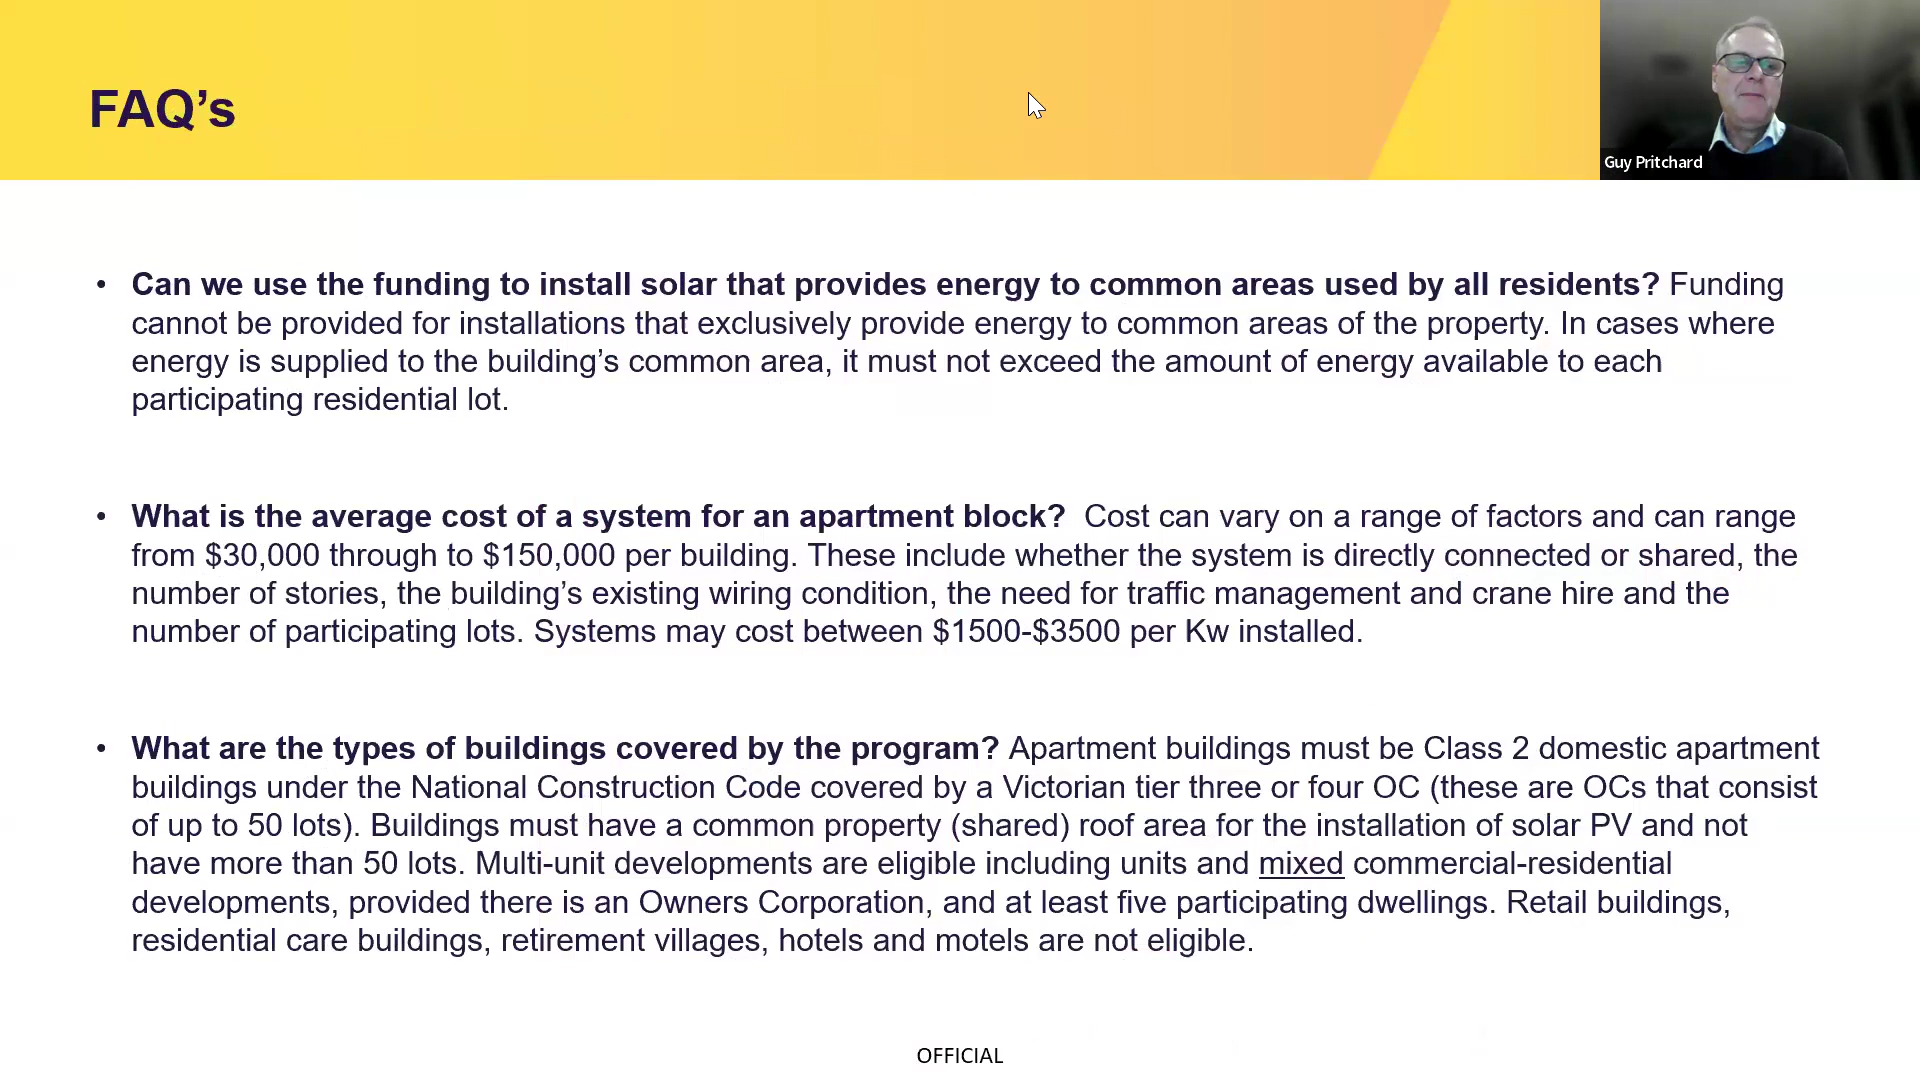 FAQ’s
Guy Pritchard
• Can we use the funding to install solar that provides energy to common areas used by all residents? Funding
cannot be provided for installations that exclusively provide energy to common areas of the property. In cases where
energy is supplied to the building’s common area, it must not exceed the amount of energy available to each
participating residential lot.
• What is the average cost of a system for an apartment block?  Cost can vary on a range of factors and can range
from $30,000 through to $150,000 per building. These include whether the system is directly connected or shared, the
number of stories, the building’s existing wiring condition, the need for traffic management and crane hire and the
number of participating lots. Systems may cost between $1500-$3500 per Kw installed.
• What are the types of buildings covered by the program? Apartment buildings must be Class 2 domestic apartment
buildings under the National Construction Code covered by a Victorian tier three or four OC (these are OCs that consist
of up to 50 lots). Buildings must have a common property (shared) roof area for the installation of solar PV and not
have more than 50 lots. Multi-unit developments are eligible including units and mixed commercial-residential
developments, provided there is an Owners Corporation, and at least five participating dwellings. Retail buildings,
residential care buildings, retirement villages, hotels and motels are not eligible.
OFFICIAL